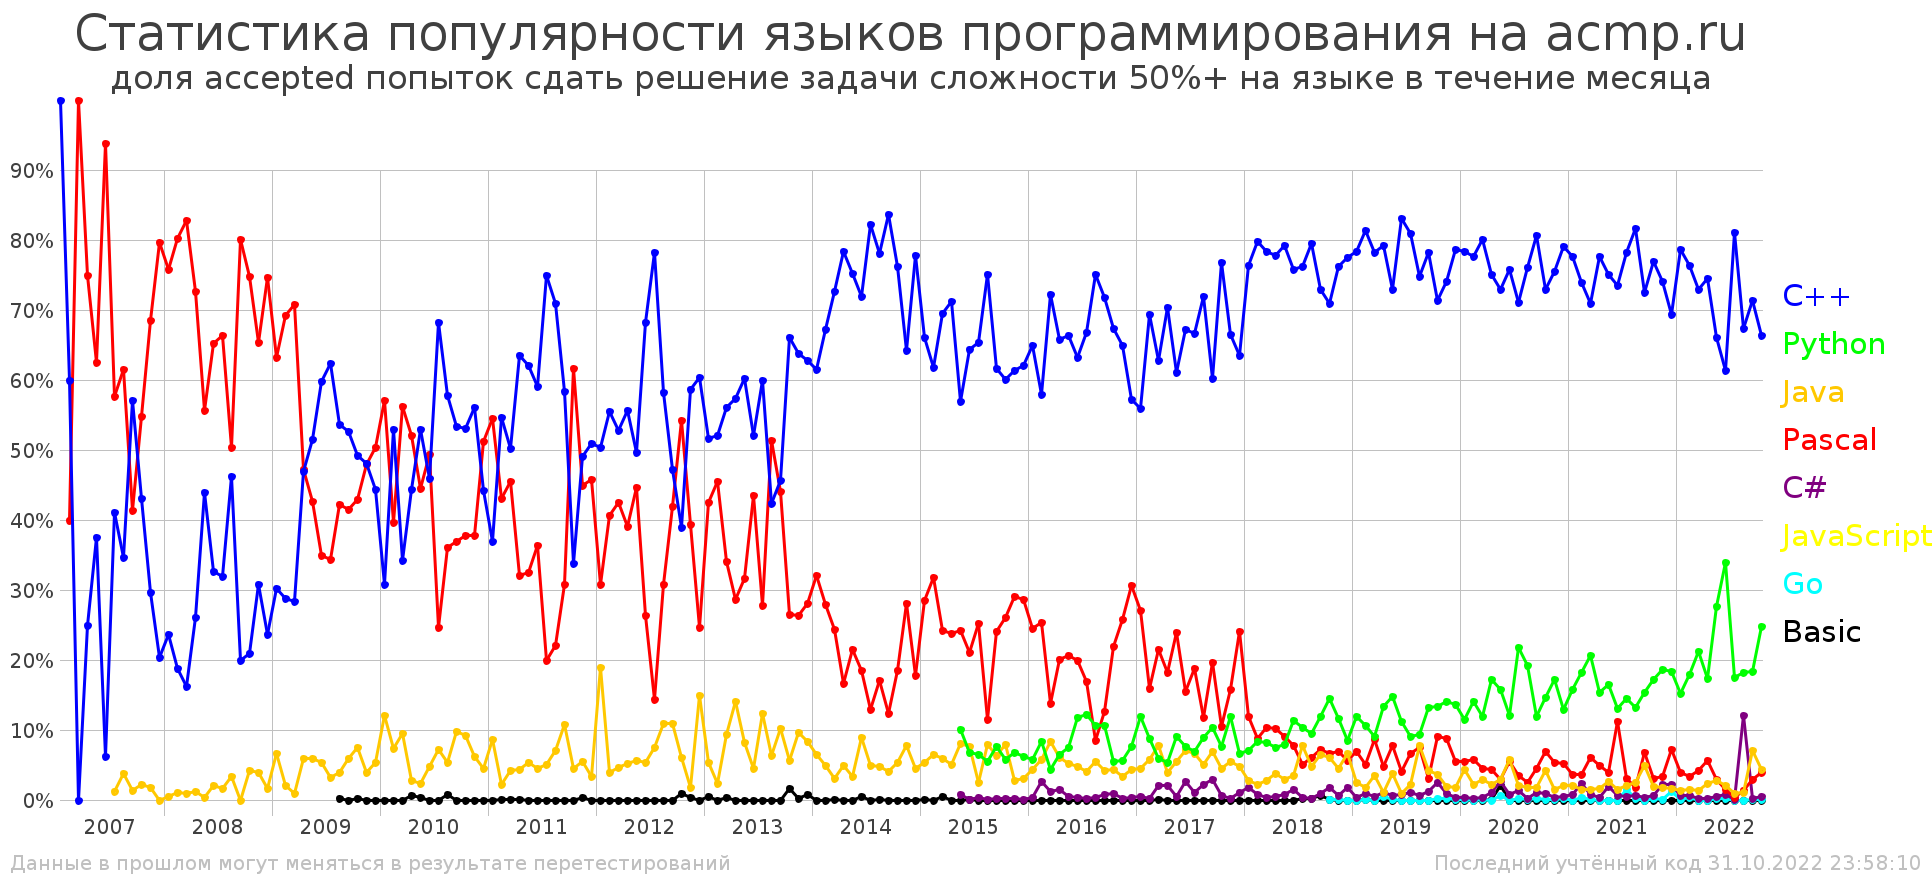 Статистика популярности языков программирования на acmp.ru
доля accepted попыток сдать решение задачи сложности 50%+ на языке в течение месяца
90%
80%
70%
60%
50%
40%
30%
20%
10%
0%
2007 2008 2009 2010 2011 2012 2013 2014 2015 2016 2017 2018 2019 2020 2021 2022
C++
Python
Java
Pascal
C#
JavaScript
Go
Basic
Данные в прошлом могут меняться в результате перетестирований
Последний учтённый код 31.10.2022 23:58:10